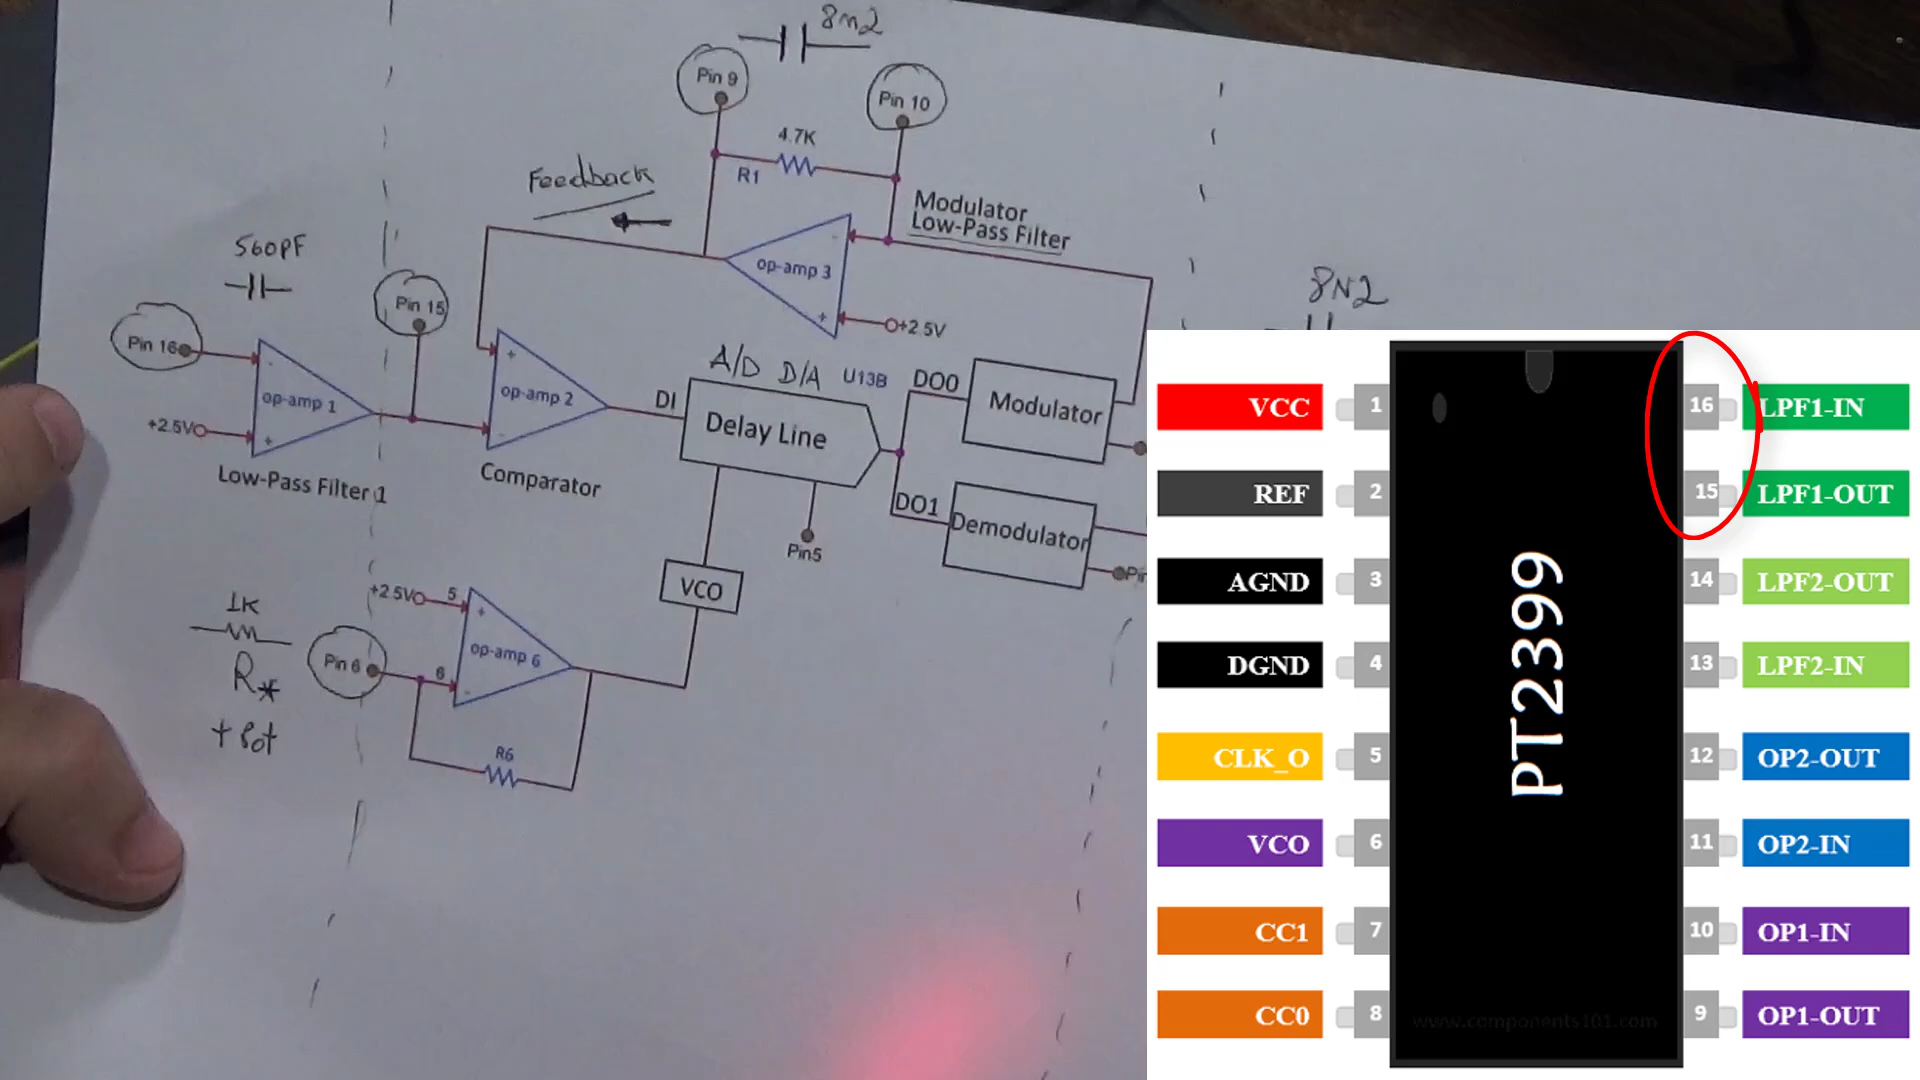 8n2
Pin 9
Pin 10
4.7K
R1
Feedback
Modulator
Low-Pass Filter
560PF
Pin 15
op-amp 3
-
+
+2.5V
8N2
Pin 16
-
op-amp 1
+2.5V
+
Low-Pass Filter 1
+
op-amp 2
-
Comparator
A/D D/A
U13B
DI
Delay Line
DO0
Modulator
DO1
Demodulator
Pin5
Pin
VCO
1K
R*
+ Pot
+2.5V
5
+
Pin 6
6
-
op-amp 6
R6
VCC 1
16 LPF1-IN
REF 2
15 LPF1-OUT
AGND 3
14 LPF2-OUT
DGND 4
13 LPF2-IN
CLK_O 5
12 OP2-OUT
VCO 6
11 OP2-IN
CC1 7
10 OP1-IN
CC0 8
9 OP1-OUT
PT2399
www.components101.com